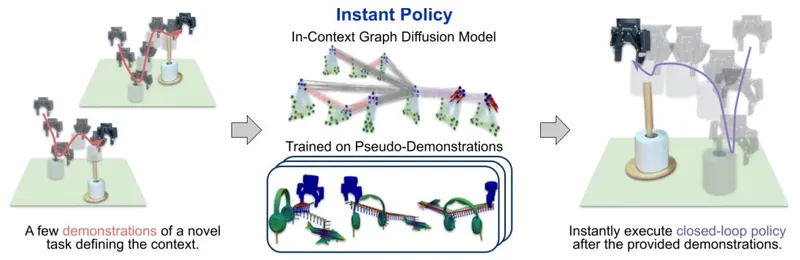 Instant Policy
In-Context Graph Diffusion Model
Trained on Pseudo-Demonstrations
A few demonstrations of a novel
task defining the context.
Instantly execute closed-loop policy
after the provided demonstrations.